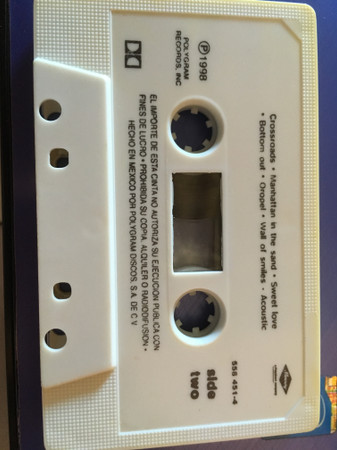 Crossroads • Manhattan in the sand • Sweet love
• Bottom out • Oropel • Wall of smiles • Acoustic
℗ 1998
POLYGRAM
RECORDS, INC
558 451-4
side
two
EL IMPORTE DE ESTA CINTA NO AUTORIZA SU EJECUCION PUBLICA CON
FINES DE LUCRO • PROHIBIDA SU COPIA, ALQUILER O RADIODIFUSION •
HECHO EN MEXICO POR POLYGRAM DISCOS, S.A. DE C.V.